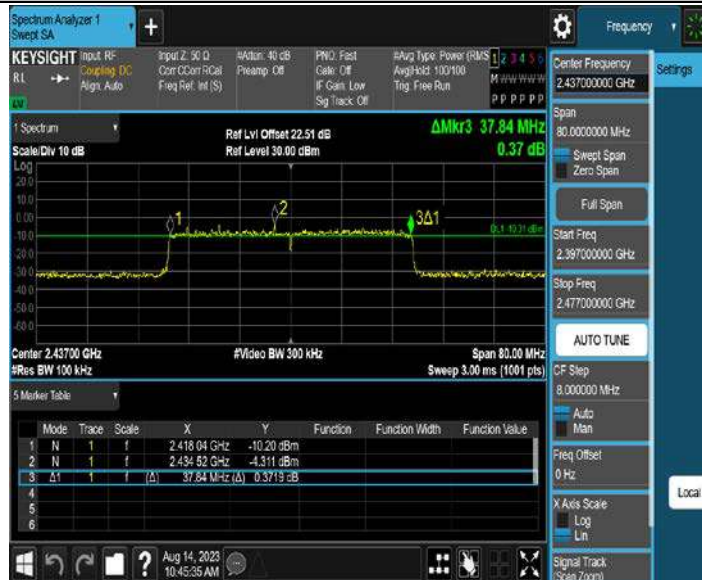 Spectrum Analyzer 1
Swept SA
+
Frequency
KEYSIGHT
RL
Input: RF
Coupling: DC
Align: Auto
Input Z: 50 Ω
Corr CCorr RCal
Freq Ref: Int (S)
#Atten: 40 dB
Preamp: Off
PNO: Fast
Gate: Off
IF Gain: Low
Sig Track: Off
#Avg Type: Power (RMS
Avg|Hold: 100/100
Trig: Free Run
1 2 3 4 5 6
M W W W W W
P P P P P P
Center Frequency
2.437000000 GHz
Settings
Span
80.0000000 MHz
Swept Span
Zero Span
Full Span
Start Freq
2.397000000 GHz
Stop Freq
2.477000000 GHz
AUTO TUNE
CF Step
8.000000 MHz
Auto
Man
Freq Offset
0 Hz
X Axis Scale
Log
Lin
Signal Track
(Span Zoom)
Local
1 Spectrum
Scale/Div 10 dB
Ref Lvl Offset 22.51 dB
Ref Level 30.00 dBm
ΔMkr3 37.84 MHz
0.37 dB
Log
20.0
10.0
0.00
-10.0
-20.0
-30.0
-40.0
-50.0
-60.0
1
2
3Δ1
DL1 -10.31 dBm
Center 2.43700 GHz
#Res BW 100 kHz
#Video BW 300 kHz
Span 80.00 MHz
Sweep 3.00 ms (1001 pts)
5 Marker Table
Mode Trace Scale X Y Function Function Width Function Value
1 N 1 f 2.418 04 GHz -10.20 dBm
2 N 1 f 2.434 52 GHz -4.311 dBm
3 Δ1 1 f (Δ) 37.84 MHz (Δ) 0.3719 dB
4
5
6
?
Aug 14, 2023
10:45:35 AM